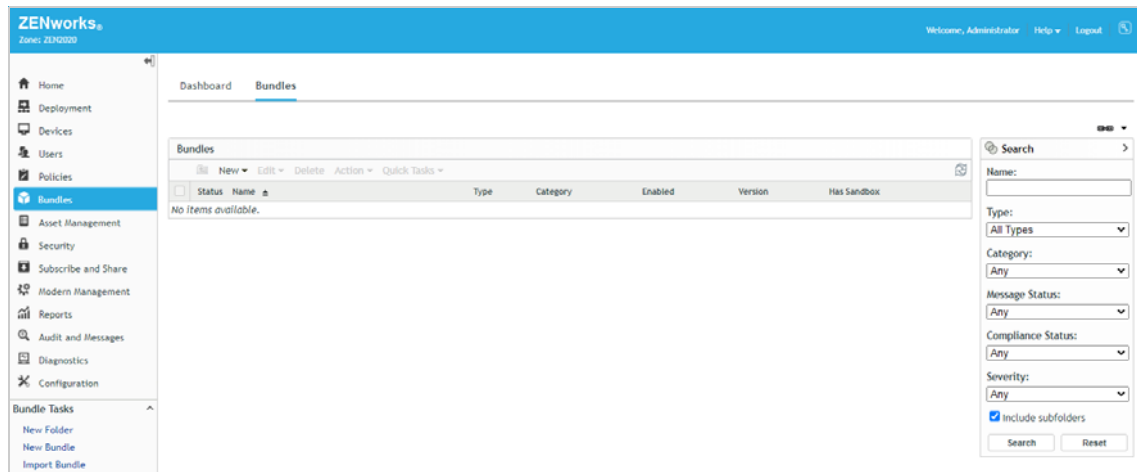 ZENworks®
Zone: ZEN2020
Welcome, Administrator Help Logout
Home
Deployment
Devices
Users
Policies
Bundles
Asset Management
Security
Subscribe and Share
Modern Management
Reports
Audit and Messages
Diagnostics
Configuration
Bundle Tasks
New Folder
New Bundle
Import Bundle
Dashboard Bundles
Bundles
New Edit Delete Action Quick Tasks
Status Name Type Category Enabled Version Has Sandbox
No items available.
Search
Name:
Type:
All Types
Category:
Any
Message Status:
Any
Compliance Status:
Any
Severity:
Any
Include subfolders
Search Reset